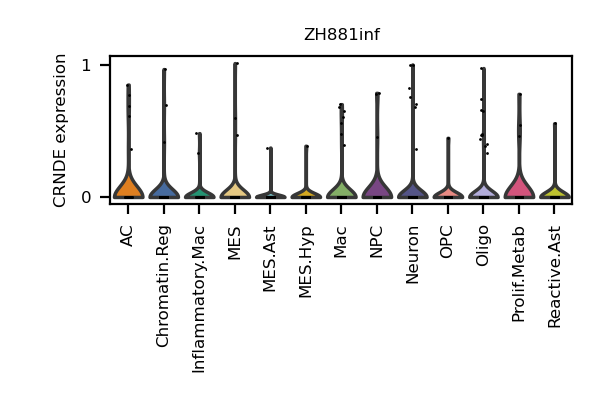 ZH881inf
CRNDE expression
1
0
AC
Chromatin.Reg
Inflammatory.Mac
MES
MES.Ast
MES.Hyp
Mac
NPC
Neuron
OPC
Oligo
Prolif.Metab
Reactive.Ast